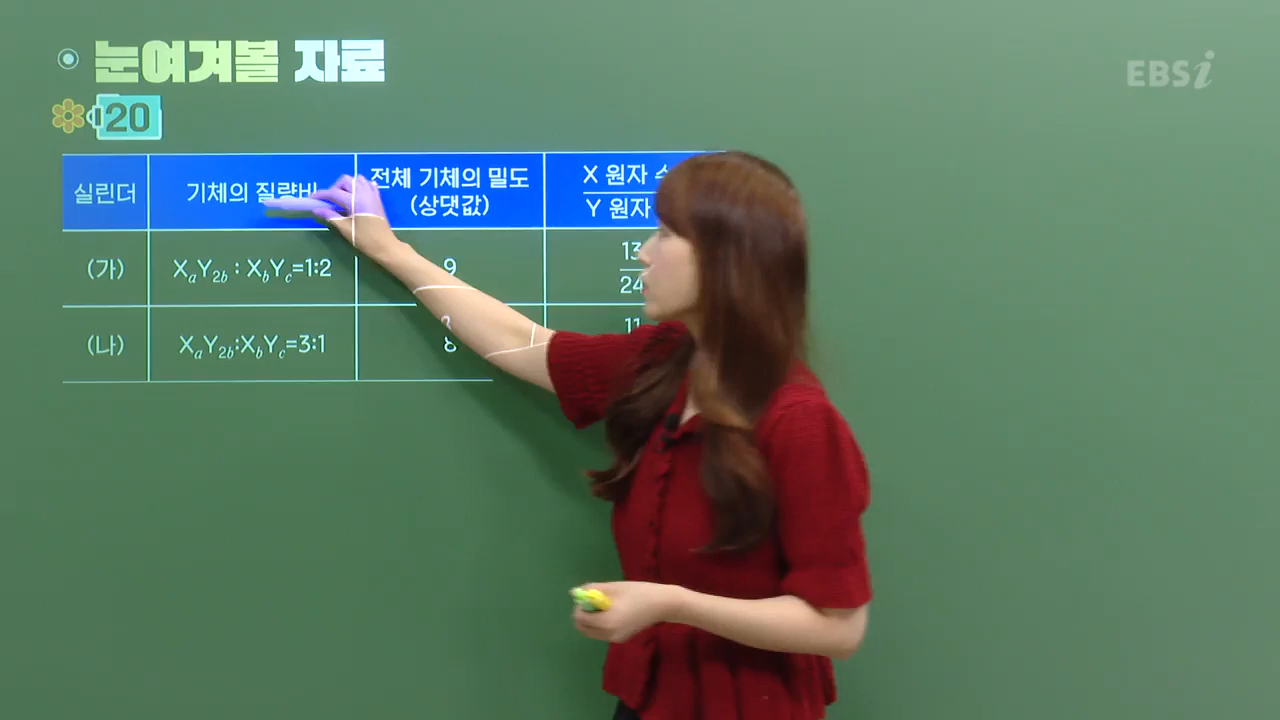 눈여겨볼 자료
EBSi
20
실린더 기체의 질량비 전체 기체의 밀도 (상댓값) X 원자 수 / Y 원자
(가) XₐY₂b : XbYc=1:2 9 13/24
(나) XₐY₂b:XbYc=3:1 8 11